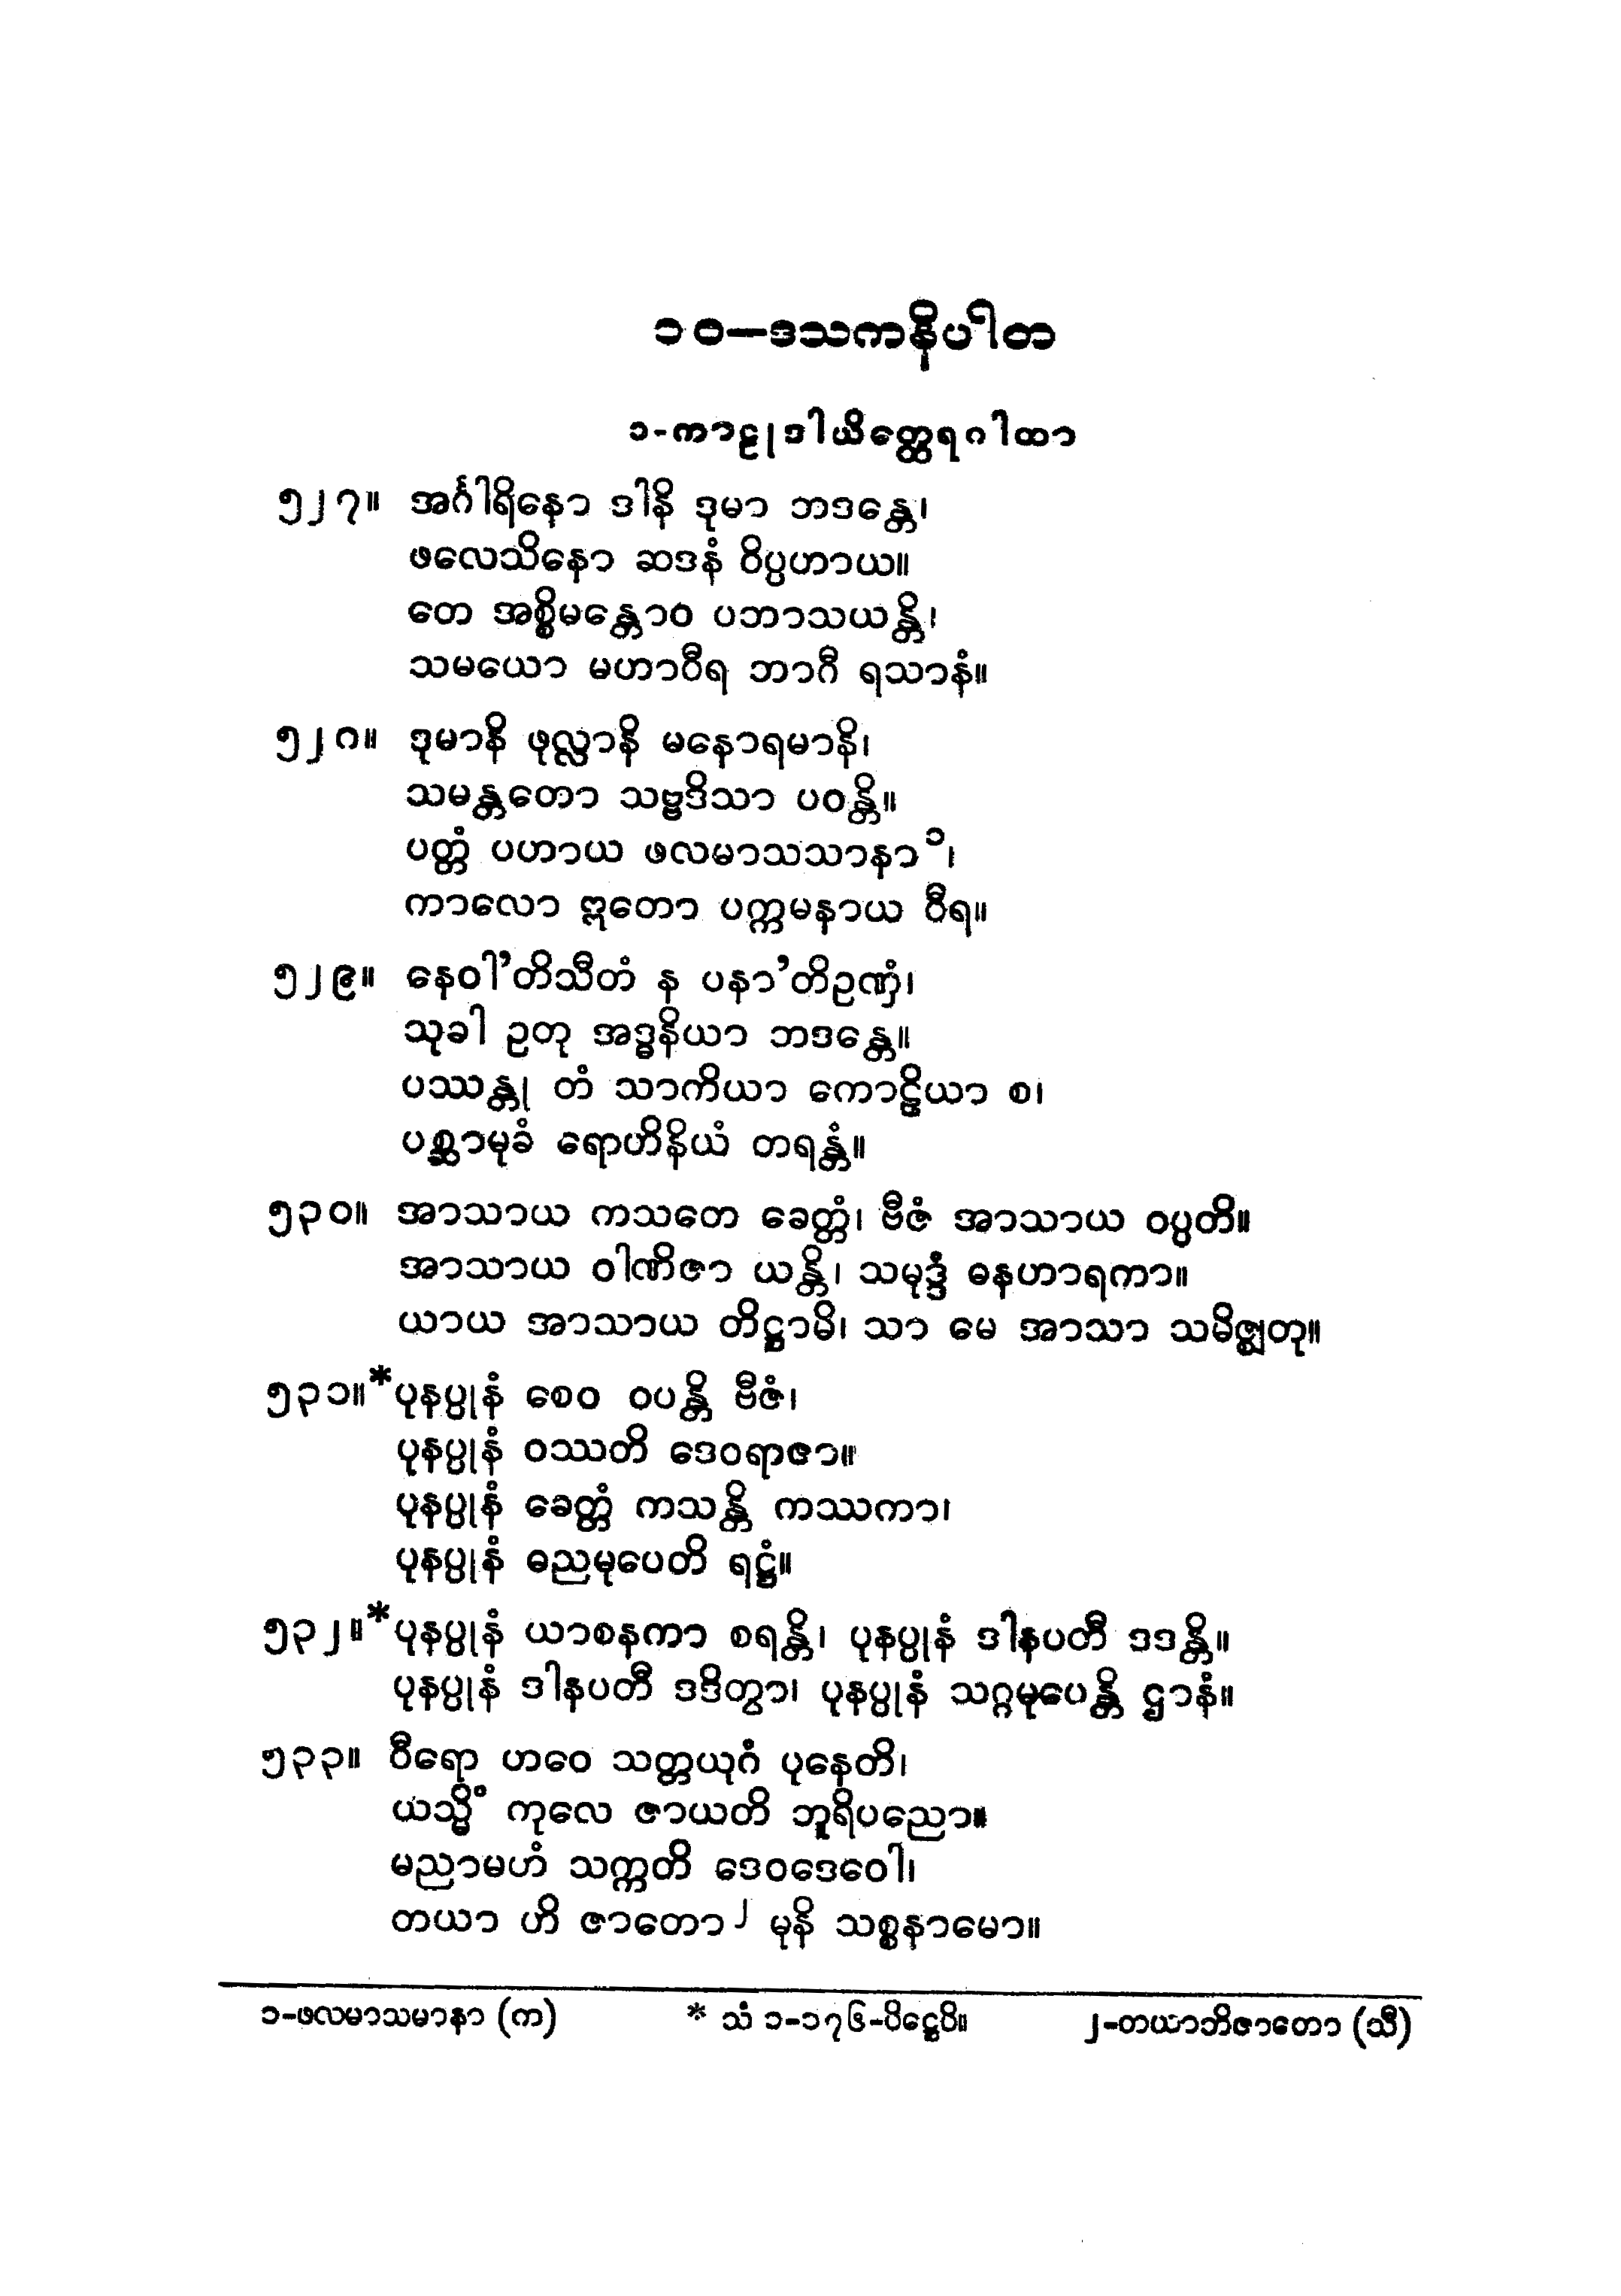 ၁၀—ဒသကနိပါတ
၁-ကာဠုဒါယိတ္ထေရဂါထာ
၅၂၇။ အင်္ဂါရိနော ဒါနိ ဒုမာ ဘဒန္တေ၊
ဖလေသိနော ဆဒနံ ဝိပ္ပဟာယ။
တေ အစ္စိမန္တောဝ ပဘာသယန္တိ၊
သမယော မဟာဝီရ ဘာဂီ ရသာနံ။
၅၂၈။ ဒုမာနိ ဖုလ္လာနိ မနောရမာနိ၊
သမန္တတော သဗ္ဗဒိသာ ပဝန္တိ။
ပတ္တံ ပဟာယ ဖလမာသသာနာ၁၊
ကာလော ဣတော ပက္ကမနာယ ဝီရ။
၅၂၉။ နေဝါ’တိသီတံ န ပနာ’တိဥဏှံ၊
သုခါ ဥတု အဒ္ဓနိယာ ဘဒန္တေ။
ပဿန္တု တံ သာကိယာ ကောဠိယာ စ၊
ပစ္ဆာမုခံ ရောဟိနိယံ တရန္တံ။
၅၃၀။ အာသာယ ကသတေ ခေတ္တံ၊ ဗီဇံ အာသာယ ဝပ္ပတိ။
အာသာယ ဝါဏိဇာ ယန္တိ၊ သမုဒ္ဒံ ဓနဟာရကာ။
ယာယ အာသာယ တိဋ္ဌာမိ၊ သာ မေ အာသာ သမိဇ္ဈတု။
၅၃၁။*ပုနပ္ပုနံ စေဝ ဝပန္တိ ဗီဇံ၊
ပုနပ္ပုနံ ဝဿတိ ဒေဝရာဇာ။
ပုနပ္ပုနံ ခေတ္တံ ကသန္တိ ကဿကာ၊
ပုနပ္ပုနံ ဓညမုပေတိ ရဋ္ဌံ။
၅၃၂။*ပုနပ္ပုနံ ယာစနကာ စရန္တိ၊ ပုနပ္ပုနံ ဒါနပတီ ဒဒန္တိ။
ပုနပ္ပုနံ ဒါနပတီ ဒဒိတွာ၊ ပုနပ္ပုနံ သဂ္ဂမုပေန္တိ ဌာနံ။
၅၃၃။ ဝီရော ဟဝေ သတ္တယုဂံ ပုနေတိ၊
ယသ္မိံ ကုလေ ဇာယတိ ဘူရိပညော။
မညာမဟံ သက္ကတိ ဒေဝဒေဝေါ၊
တယာ ဟိ ဇာတော၂ မုနိ သစ္စနာမော။
၁-ဖလမာသမာနာ (က) * သံ ၁-၁၇၆-ပိဋ္ဌေပိ။ ၂-တယာဘိဇာတော (သီ)